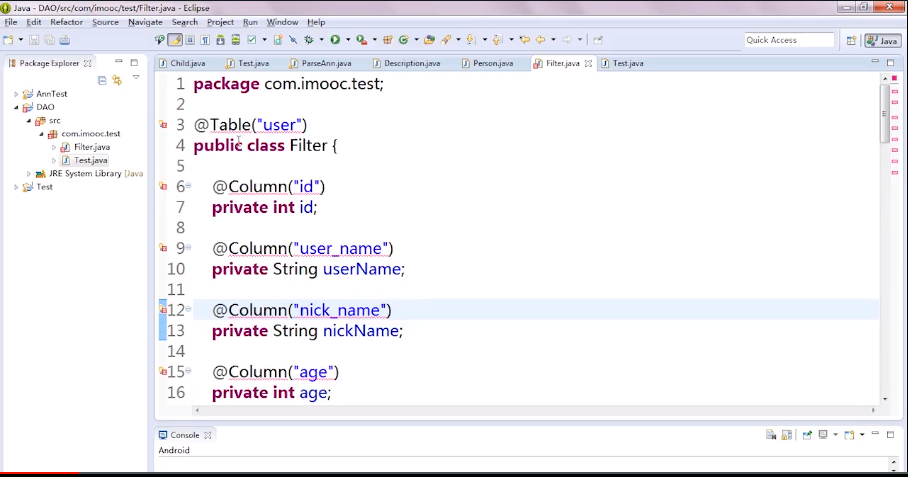 Java - DAO/src/com/imooc/test/Filter.java - Eclipse
File Edit Refactor Source Navigate Search Project Run Window Help
Quick Access
Java
Package Explorer
Child.java Test.java ParseAnn.java Description.java Person.java Filter.java Test.java
AnnTest
DAO
src
com.imooc.test
Filter.java
Test.java
JRE System Library [Java
Test
1 package com.imooc.test;
2
3 @Table("user")
4 public class Filter {
5
6 @Column("id")
7 private int id;
8
9 @Column("user_name")
10 private String userName;
11
12 @Column("nick_name")
13 private String nickName;
14
15 @Column("age")
16 private int age;
Console
Android